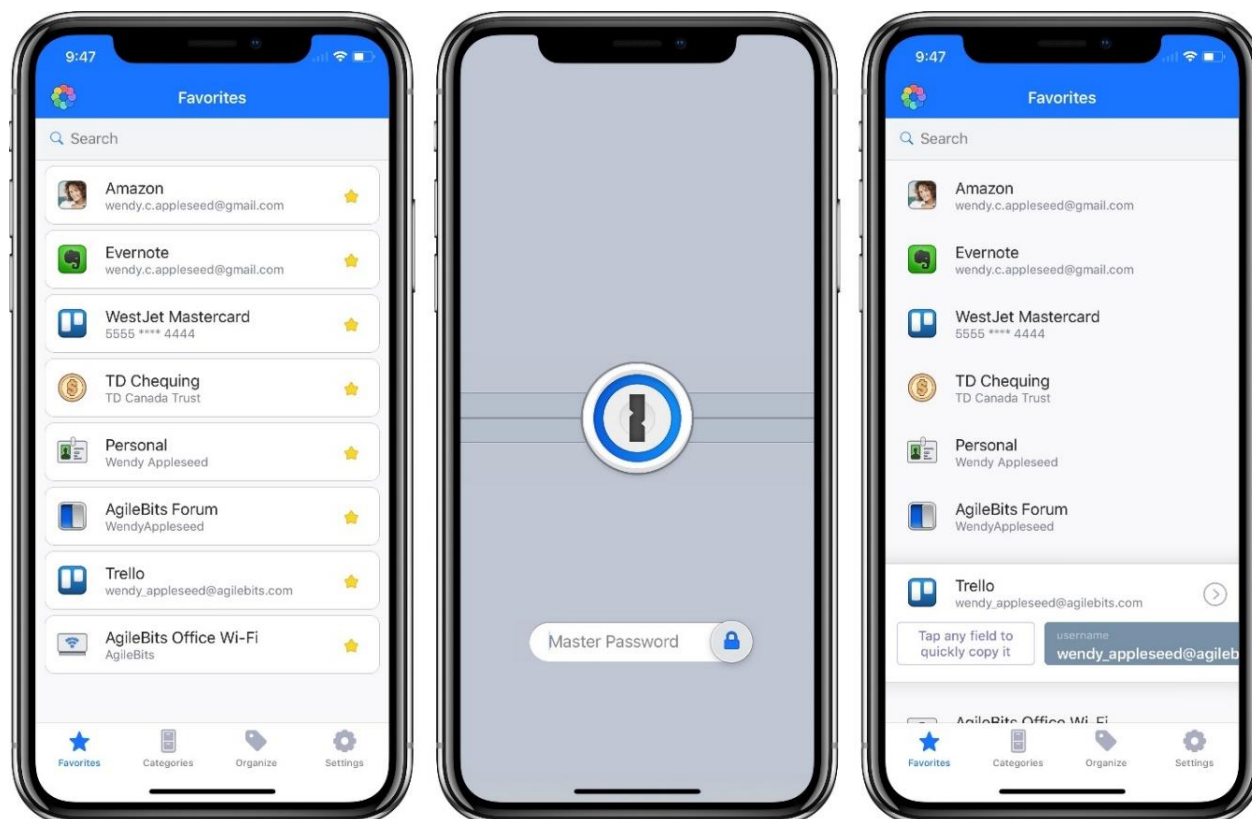 9:47
Favorites
Search
Amazon
wendy.c.appleseed@gmail.com
Evernote
wendy.c.appleseed@gmail.com
WestJet Mastercard
5555 **** 4444
TD Chequing
TD Canada Trust
Personal
Wendy Appleseed
AgileBits Forum
WendyAppleseed
Trello
wendy_appleseed@agilebits.com
AgileBits Office Wi-Fi
AgileBits
Favorites
Categories
Organize
Settings
Master Password
9:47
Favorites
Search
Amazon
wendy.c.appleseed@gmail.com
Evernote
wendy.c.appleseed@gmail.com
WestJet Mastercard
5555 **** 4444
TD Chequing
TD Canada Trust
Personal
Wendy Appleseed
AgileBits Forum
WendyAppleseed
Trello
wendy_appleseed@agilebits.com
Tap any field to
quickly copy it
username
wendy_appleseed@agileb
AgileBits Office Wi-Fi
Favorites
Categories
Organize
Settings